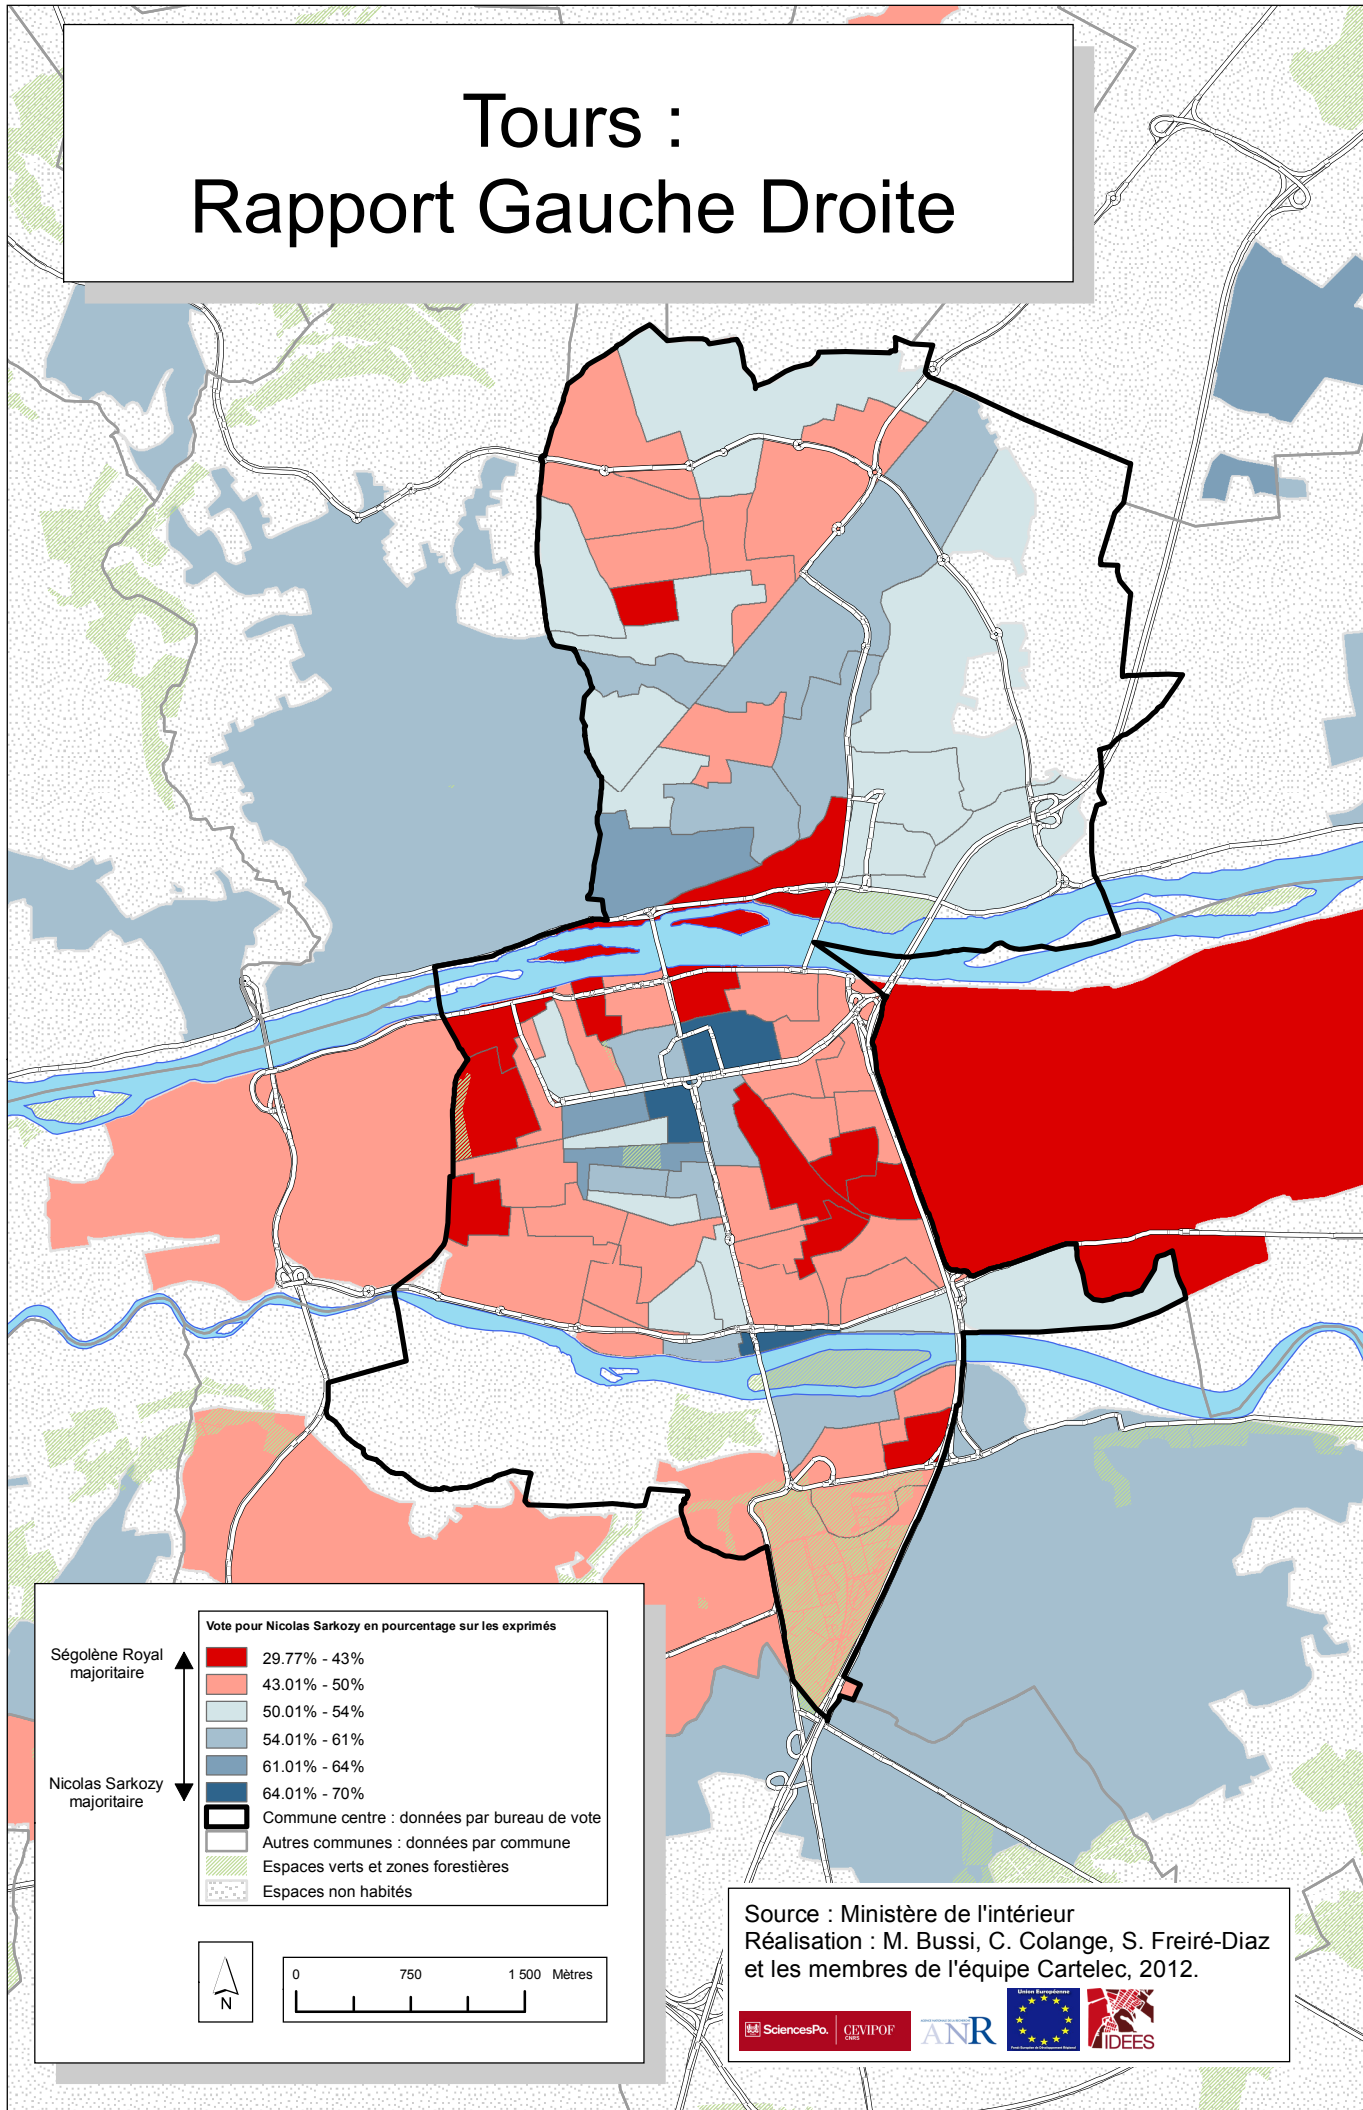 Tours :
Rapport Gauche Droite
Vote pour Nicolas Sarkozy en pourcentage sur les exprimés
Ségolène Royal
majoritaire
Nicolas Sarkozy
majoritaire
29.77% - 43%
43.01% - 50%
50.01% - 54%
54.01% - 61%
61.01% - 64%
64.01% - 70%
Commune centre : données par bureau de vote
Autres communes : données par commune
Espaces verts et zones forestières
Espaces non habités
N
0 750 1 500 Mètres
Source : Ministère de l'intérieur
Réalisation : M. Bussi, C. Colange, S. Freiré-Diaz
et les membres de l'équipe Cartelec, 2012.
SciencesPo. CEVIPOF
CNRS
ANR
Union Européenne
IDEES